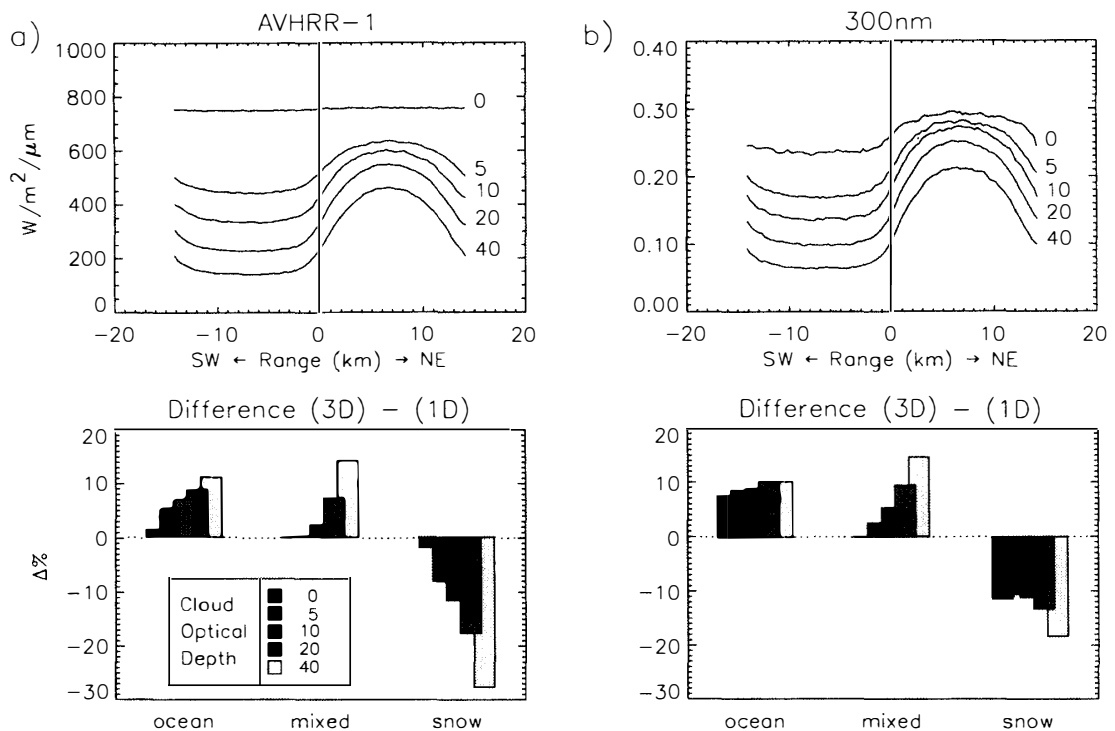 a)
AVHRR-1
1000
800
600
400
200
0
W/m²/μm
0
5
10
20
40
-20 -10 0 10 20
SW ← Range (km) → NE
b)
300nm
0.40
0.30
0.20
0.10
0.00
0
5
10
20
40
-20 -10 0 10 20
SW ← Range (km) → NE
Difference (3D) - (1D)
20
10
0
-10
-20
-30
Δ%
Cloud
Optical
Depth
0
5
10
20
40
ocean mixed snow
Difference (3D) - (1D)
20
10
0
-10
-20
-30
ocean mixed snow